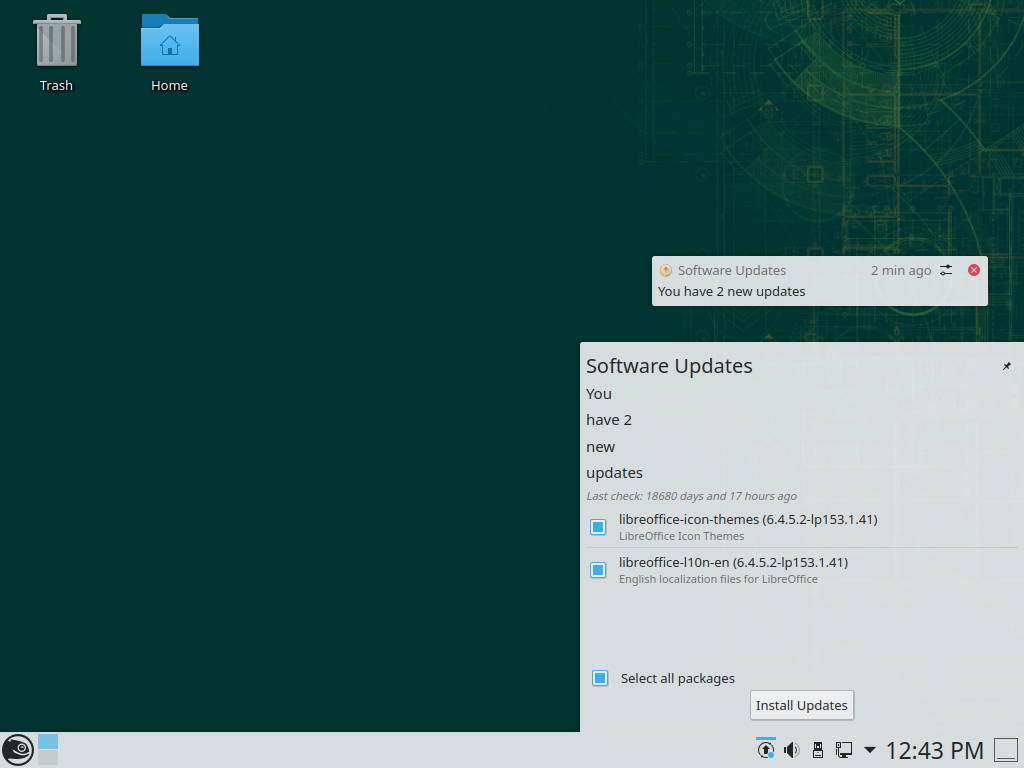 Trash
Home
Software Updates 2 min ago
You have 2 new updates
Software Updates
You
have 2
new
updates
Last check: 18680 days and 17 hours ago
libreoffice-icon-themes (6.4.5.2-lp153.1.41)
LibreOffice Icon Themes
libreoffice-l10n-en (6.4.5.2-lp153.1.41)
English localization files for LibreOffice
Select all packages
Install Updates
12:43 PM